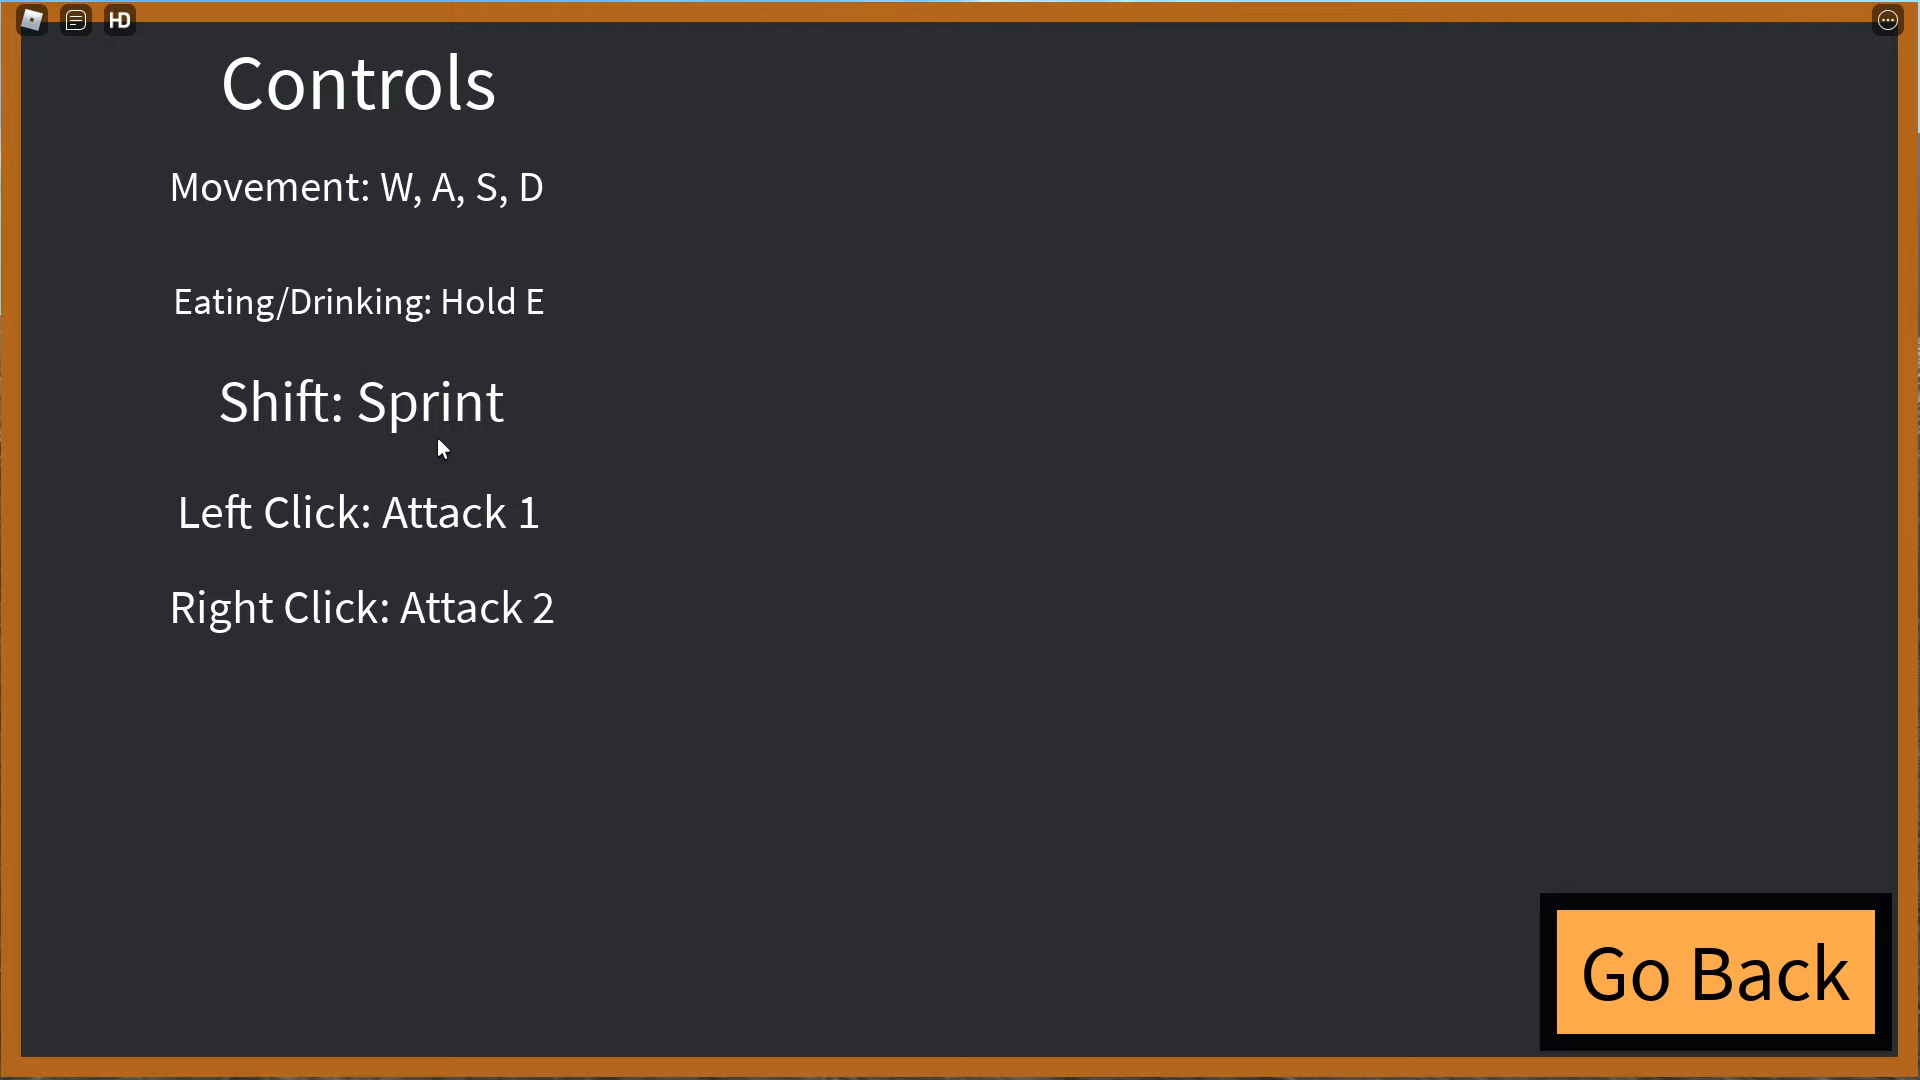 HD
Controls
Movement: W, A, S, D
Eating/Drinking: Hold E
Shift: Sprint
Left Click: Attack 1
Right Click: Attack 2
Go Back